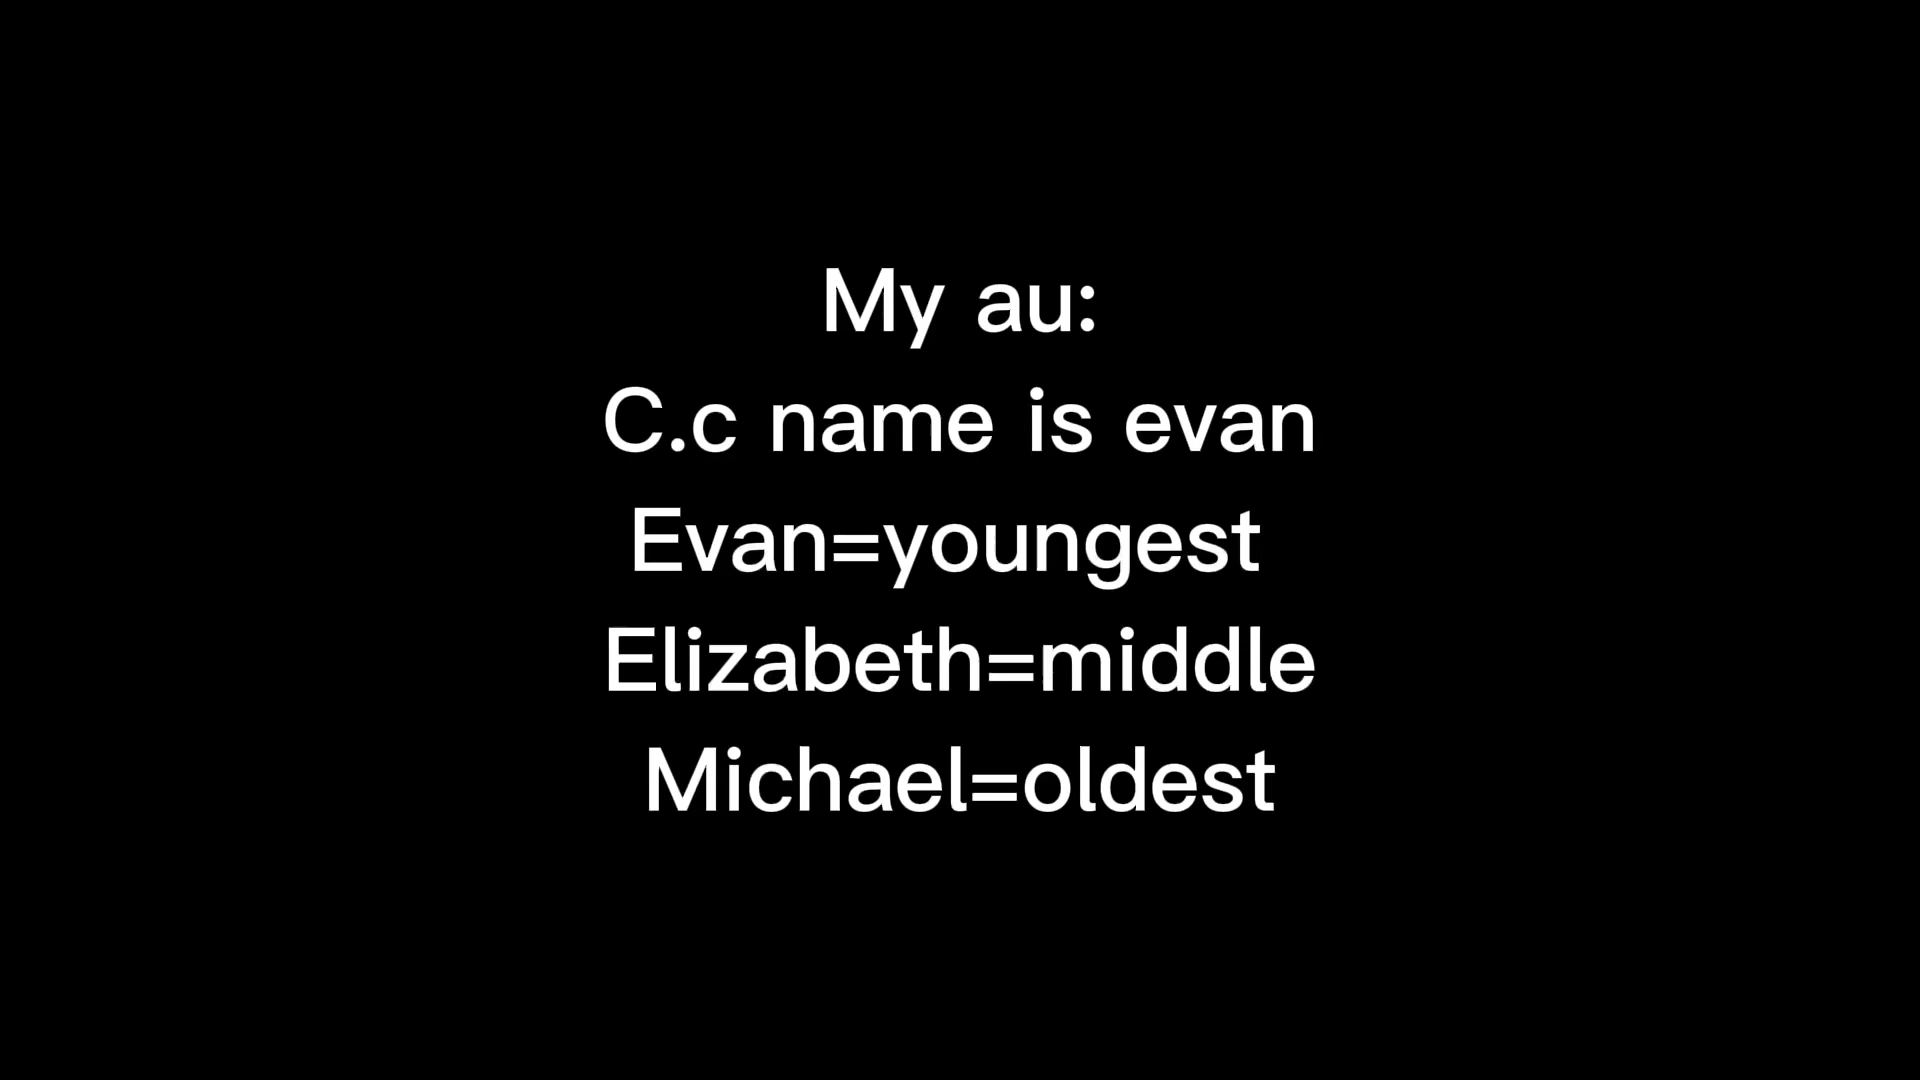 My au:
C.c name is evan
Evan=youngest
Elizabeth=middle
Michael=oldest